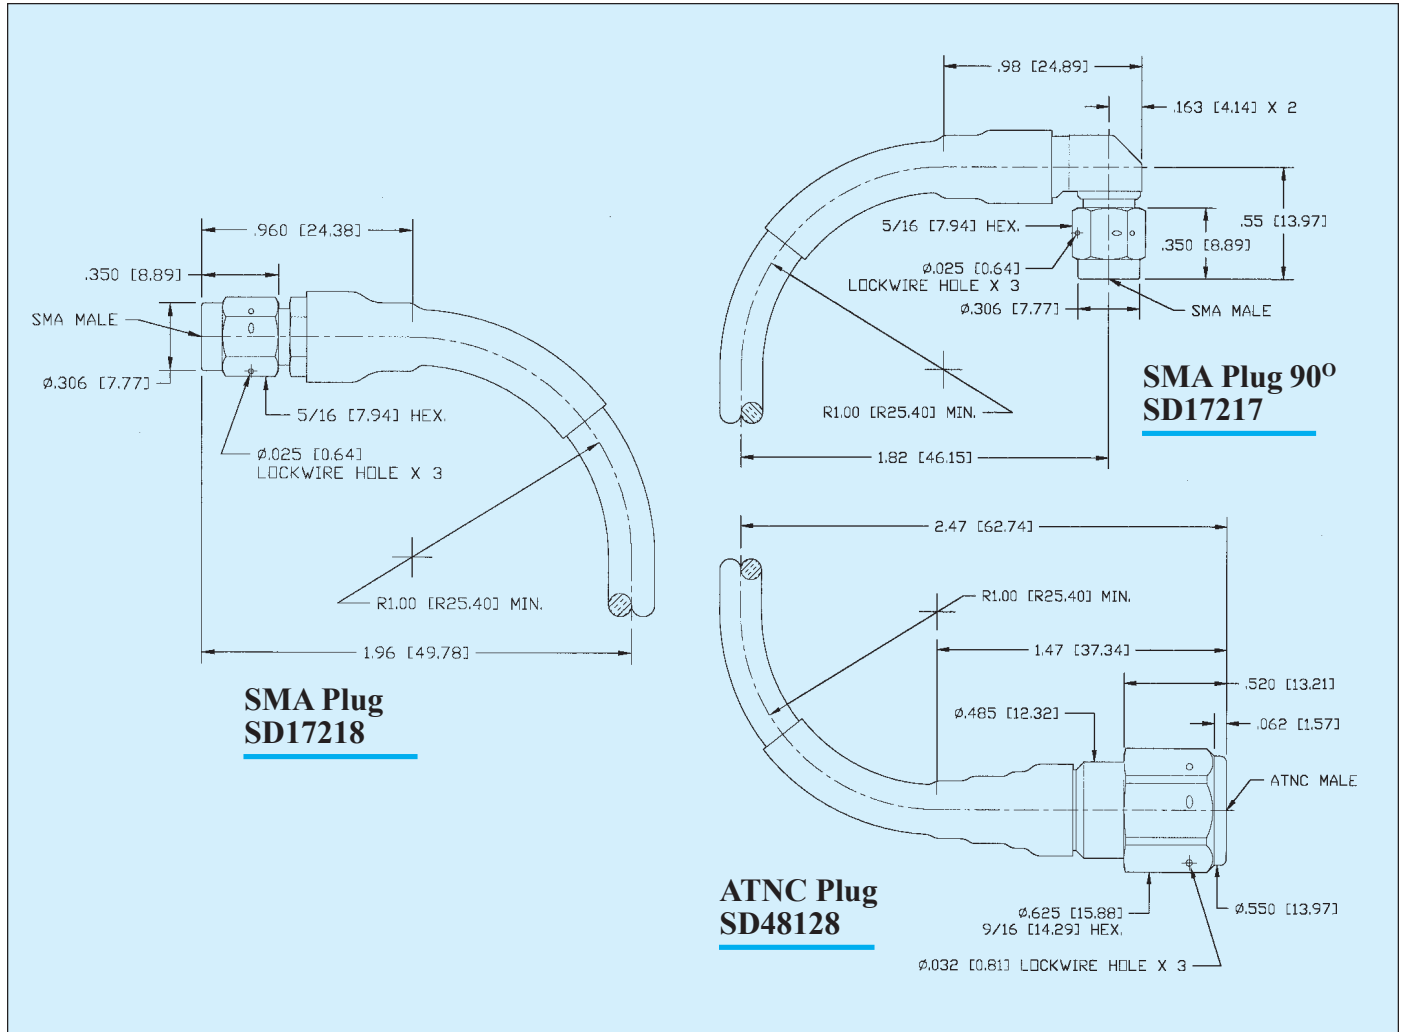 .960 [24.38]
.350 [8.89]
SMA MALE
Ø.306 [7.77]
5/16 [7.94] HEX.
Ø.025 [0.64]
LOCKWIRE HOLE X 3
R1.00 [R25.40] MIN.
1.96 [49.78]
SMA Plug
SD17218
.98 [24.89]
.163 [4.14] X 2
5/16 [7.94] HEX.
.55 [13.97]
.350 [8.89]
Ø.025 [0.64]
LOCKWIRE HOLE X 3
Ø.306 [7.77]
SMA MALE
R1.00 [R25.40] MIN.
1.82 [46.15]
SMA Plug 90O
SD17217
2.47 [62.74]
R1.00 [R25.40] MIN.
1.47 [37.34]
.520 [13.21]
Ø.485 [12.32]
.062 [1.57]
ATNC MALE
Ø.625 [15.88]
9/16 [14.29] HEX.
Ø.550 [13.97]
Ø.032 [0.81] LOCKWIRE HOLE X 3
ATNC Plug
SD48128